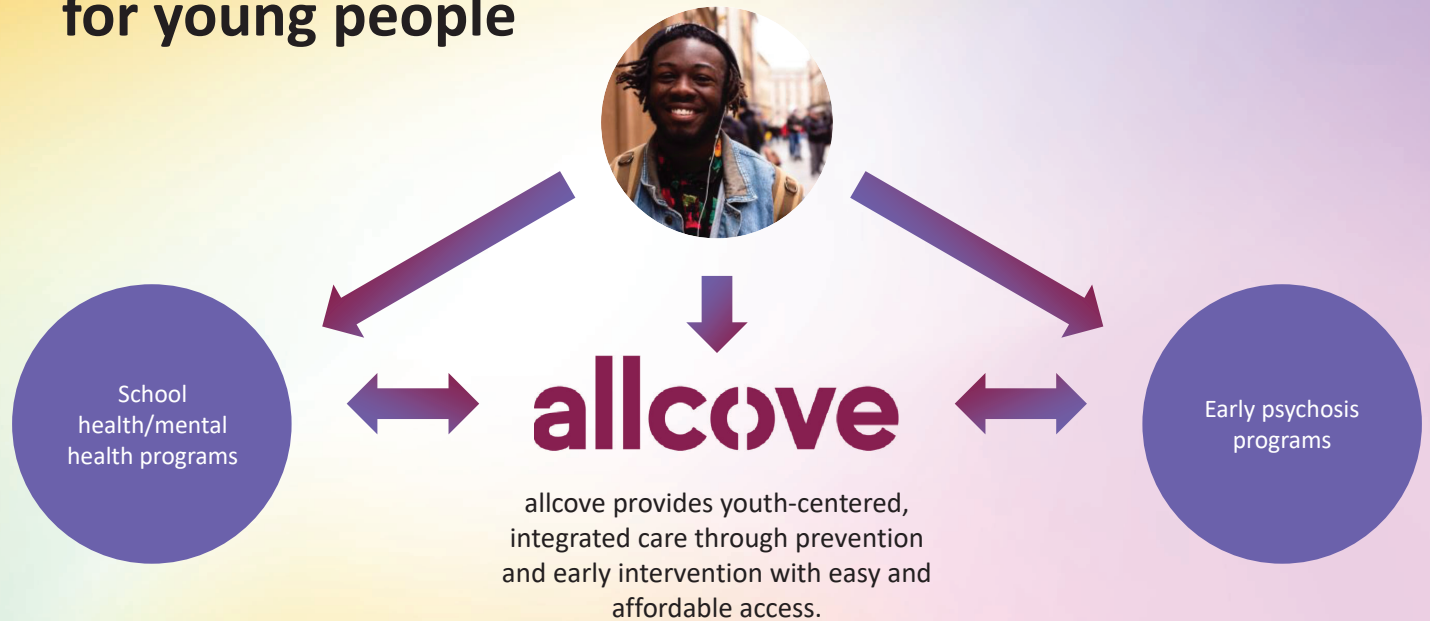 for young people
School
health/mental
health programs
allcove
Early psychosis
programs
allcove provides youth-centered,
integrated care through prevention
and early intervention with easy and
affordable access.